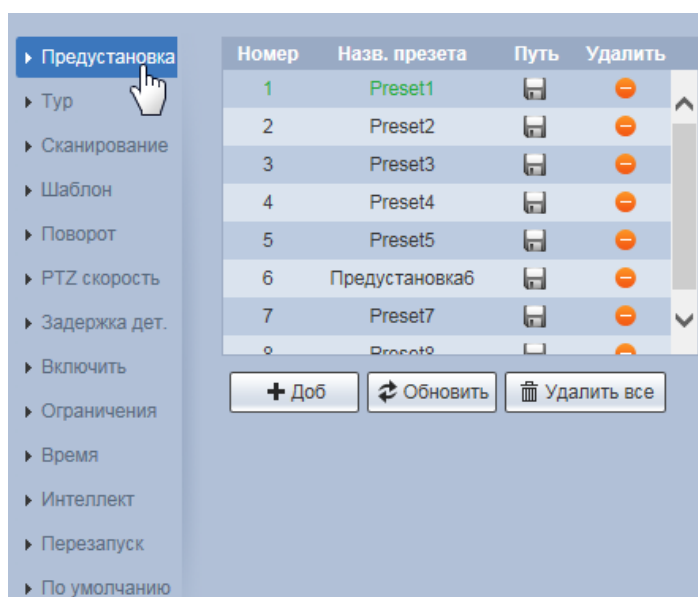 Предустановка
Тур
Сканирование
Шаблон
Поворот
PTZ скорость
Задержка дет.
Включить
Ограничения
Время
Интеллект
Перезапуск
По умолчанию
Номер Назв. презета Путь Удалить
1 Preset1
2 Preset2
3 Preset3
4 Preset4
5 Preset5
6 Предустановка6
7 Preset7
8 Preset8
Доб Обновить Удалить все